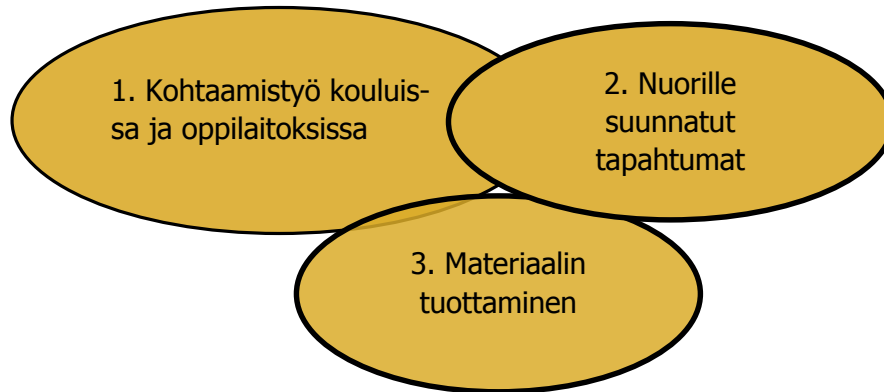 1. Kohtaamistyö kouluis-
sa ja oppilaitoksissa
2. Nuorille
suunnatut
tapahtumat
3. Materiaalin
tuottaminen